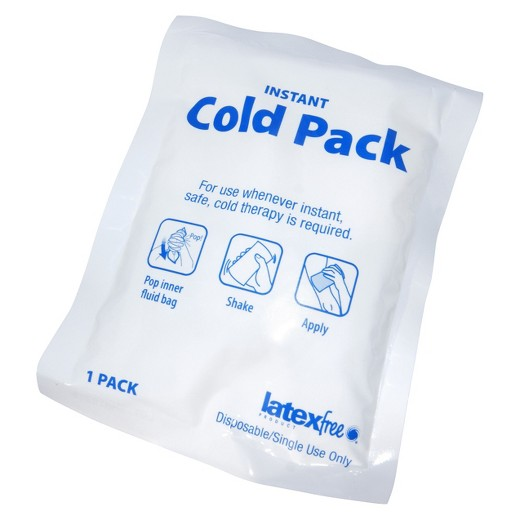 INSTANT
Cold Pack
For use whenever instant,
safe, cold therapy is required.
Pop!
Pop inner
fluid bag
Shake
Apply
1 PACK
latexfree
PRODUCT
Disposable/Single Use Only